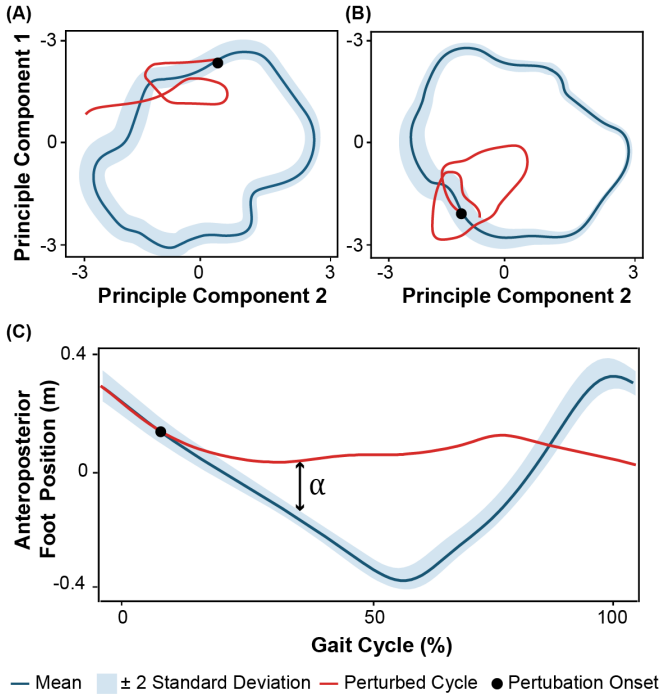 (A)
(B)
Principle Component 1
-3
0
-3
-3
0
3
Principle Component 2
-3
0
-3
-3
0
3
Principle Component 2
(C)
Anteroposterior
Foot Position (m)
0.4
0
-0.4
α
0
50
100
Gait Cycle (%)
Mean
± 2 Standard Deviation
Perturbed Cycle
Pertubation Onset